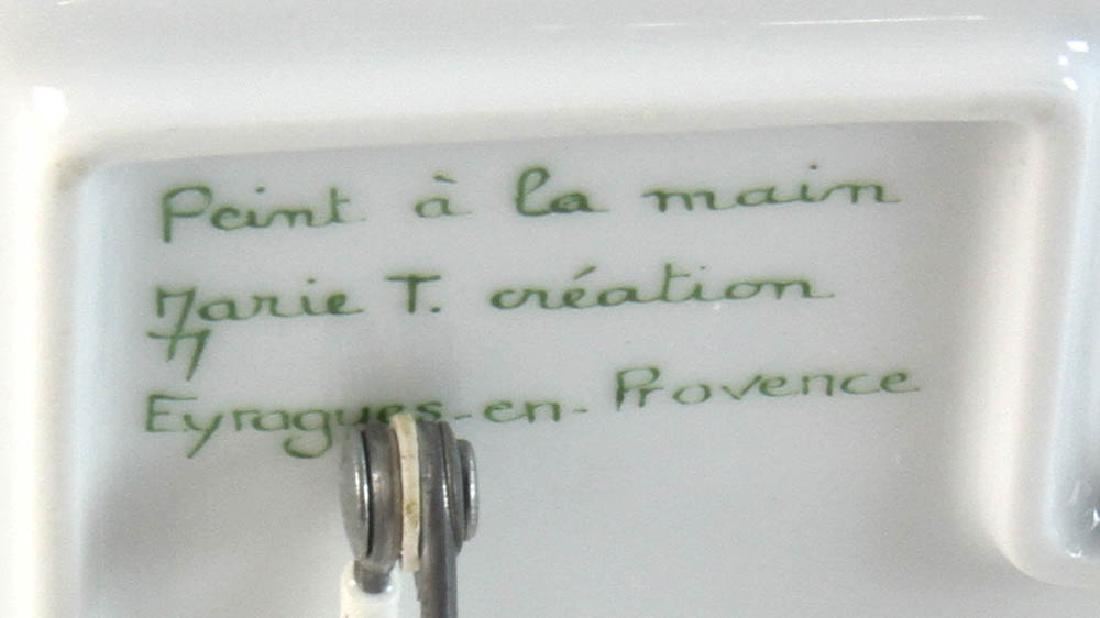 Peint à la main
Marie T. création
Eyragues-en-Provence